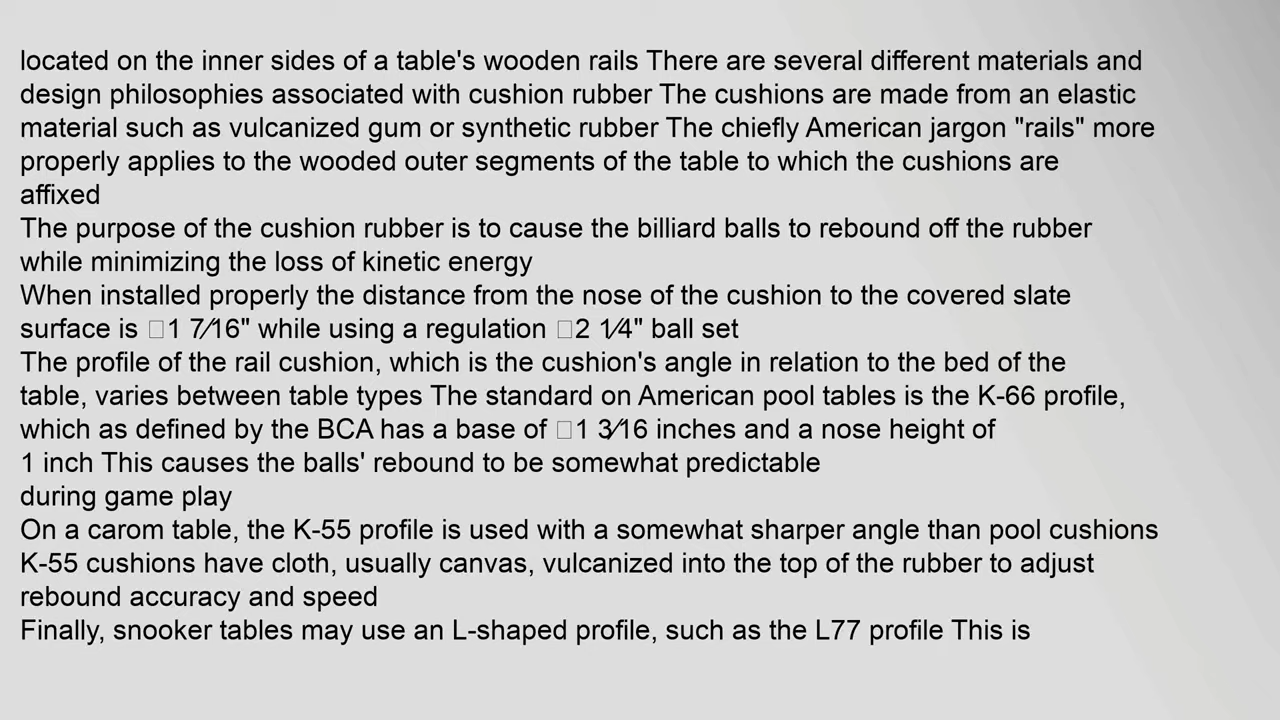 located on the inner sides of a table's wooden rails There are several different materials and
design philosophies associated with cushion rubber The cushions are made from an elastic
material such as vulcanized gum or synthetic rubber The chiefly American jargon "rails" more
properly applies to the wooded outer segments of the table to which the cushions are
affixed
The purpose of the cushion rubber is to cause the billiard balls to rebound off the rubber
while minimizing the loss of kinetic energy
When installed properly the distance from the nose of the cushion to the covered slate
surface is □1 7⁄16" while using a regulation □2 1⁄4" ball set
The profile of the rail cushion, which is the cushion's angle in relation to the bed of the
table, varies between table types The standard on American pool tables is the K-66 profile,
which as defined by the BCA has a base of □1 3⁄16 inches and a nose height of
1 inch This causes the balls' rebound to be somewhat predictable
during game play
On a carom table, the K-55 profile is used with a somewhat sharper angle than pool cushions
K-55 cushions have cloth, usually canvas, vulcanized into the top of the rubber to adjust
rebound accuracy and speed
Finally, snooker tables may use an L-shaped profile, such as the L77 profile This is